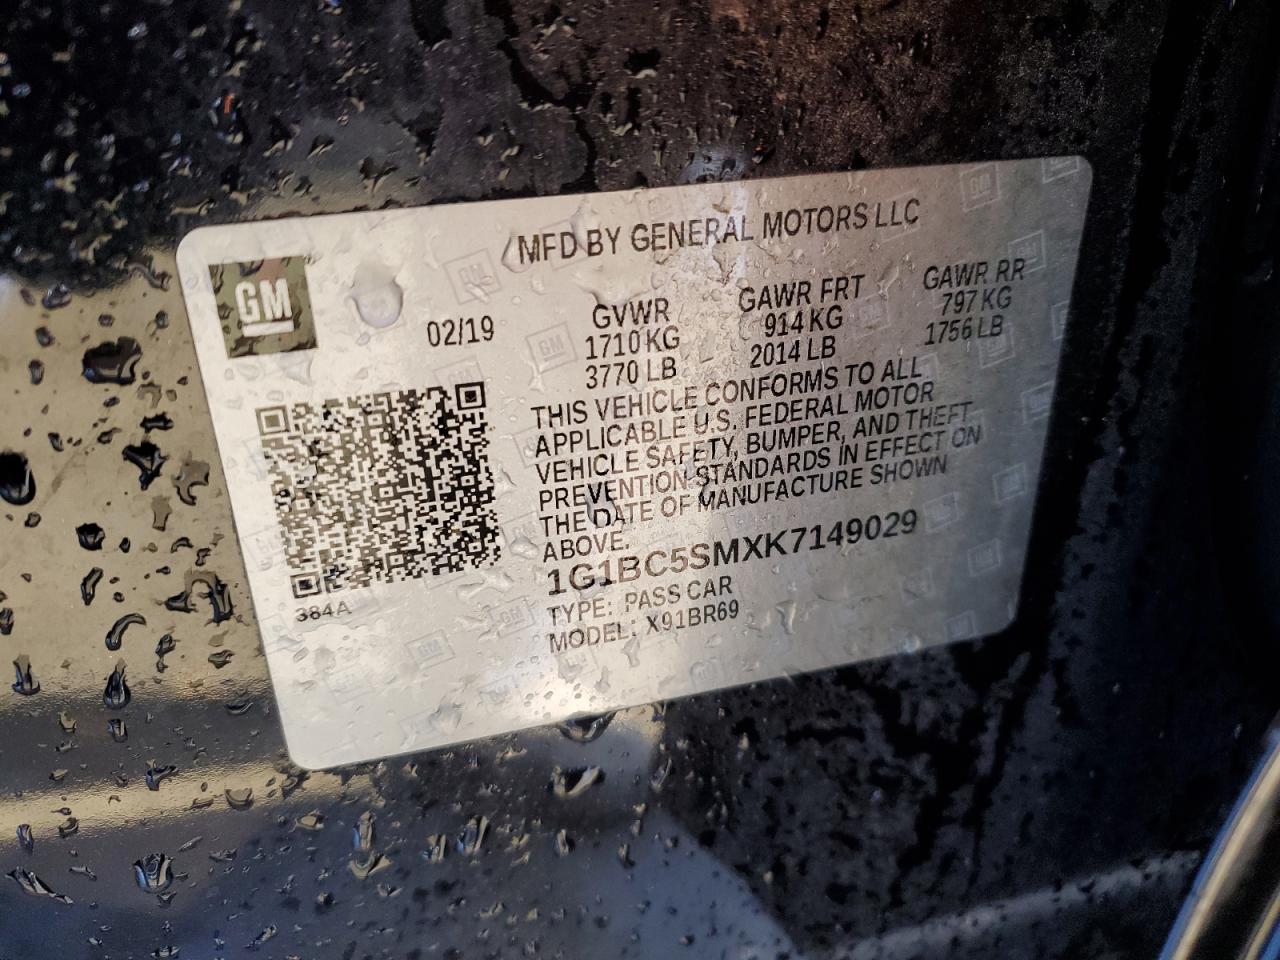 MFD BY GENERAL MOTORS LLC
GM
02/19
GVWR GAWR FRT GAWR RR
1710 KG 914 KG 797 KG
3770 LB 2014 LB 1756 LB
THIS VEHICLE CONFORMS TO ALL
APPLICABLE U.S. FEDERAL MOTOR
VEHICLE SAFETY, BUMPER, AND THEFT
PREVENTION STANDARDS IN EFFECT ON
THE DATE OF MANUFACTURE SHOWN
ABOVE.
1G1BC5SMXK7149029
TYPE: PASS CAR
MODEL: X91BR69
384A